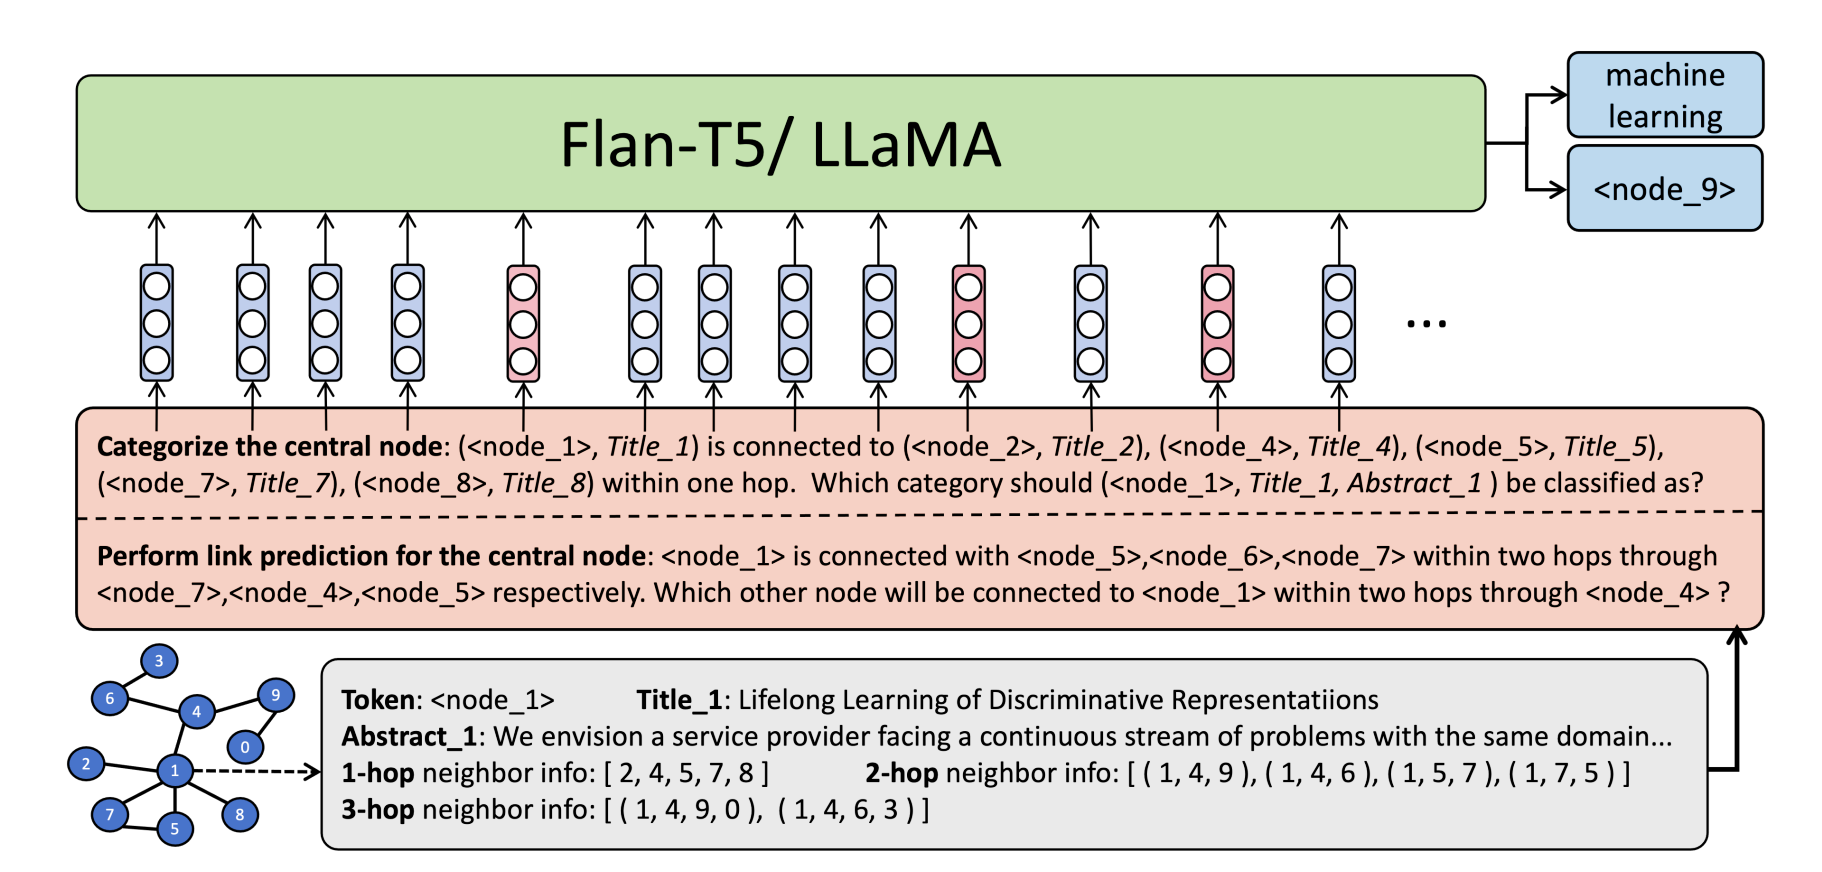 machine
learning
Flan-T5/ LLaMA
<node_9>
...
Categorize the central node: (<node_1>, Title_1) is connected to (<node_2>, Title_2), (<node_4>, Title_4), (<node_5>, Title_5),
(<node_7>, Title_7), (<node_8>, Title_8) within one hop.  Which category should (<node_1>, Title_1, Abstract_1 ) be classified as?
Perform link prediction for the central node: <node_1> is connected with <node_5>,<node_6>,<node_7> within two hops through
<node_7>,<node_4>,<node_5> respectively. Which other node will be connected to <node_1> within two hops through <node_4> ?
3
6
4
9
0
2
1
7
5
8
Token: <node_1> Title_1: Lifelong Learning of Discriminative Representatiions
Abstract_1: We envision a service provider facing a continuous stream of problems with the same domain...
1-hop neighbor info: [ 2, 4, 5, 7, 8 ] 2-hop neighbor info: [ ( 1, 4, 9 ), ( 1, 4, 6 ), ( 1, 5, 7 ), ( 1, 7, 5 ) ]
3-hop neighbor info: [ ( 1, 4, 9, 0 ),  ( 1, 4, 6, 3 ) ]